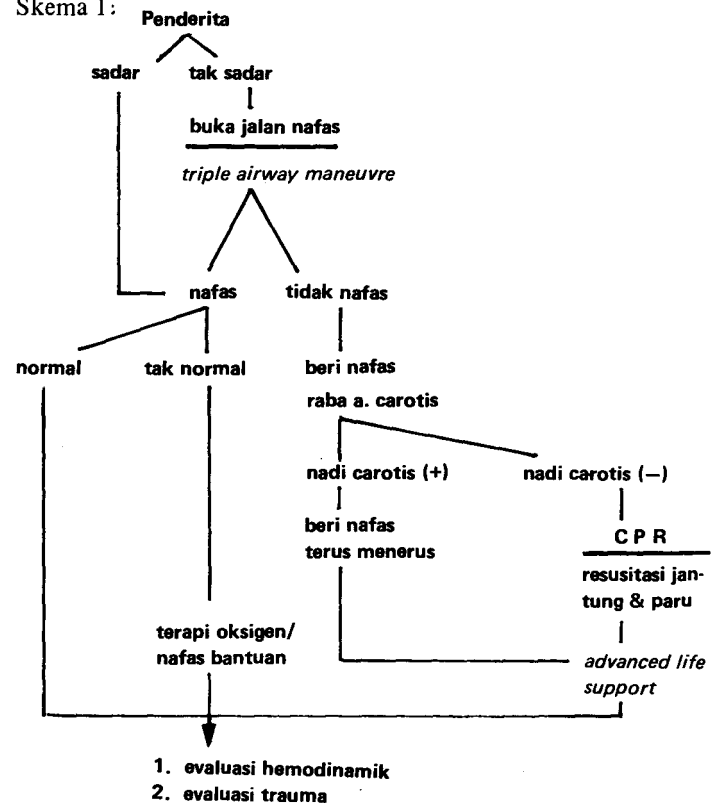 Skema 1:
Penderita
sadar
tak sadar
buka jalan nafas
triple airway maneuvre
nafas
tidak nafas
normal
tak normal
beri nafas
raba a. carotis
nadi carotis (+)
nadi carotis (—)
beri nafas
terus menerus
C P R
resusitasi jan-
tung & paru
terapi oksigen/
nafas bantuan
advanced life
support
1. evaluasi hemodinamik
2. evaluasi trauma